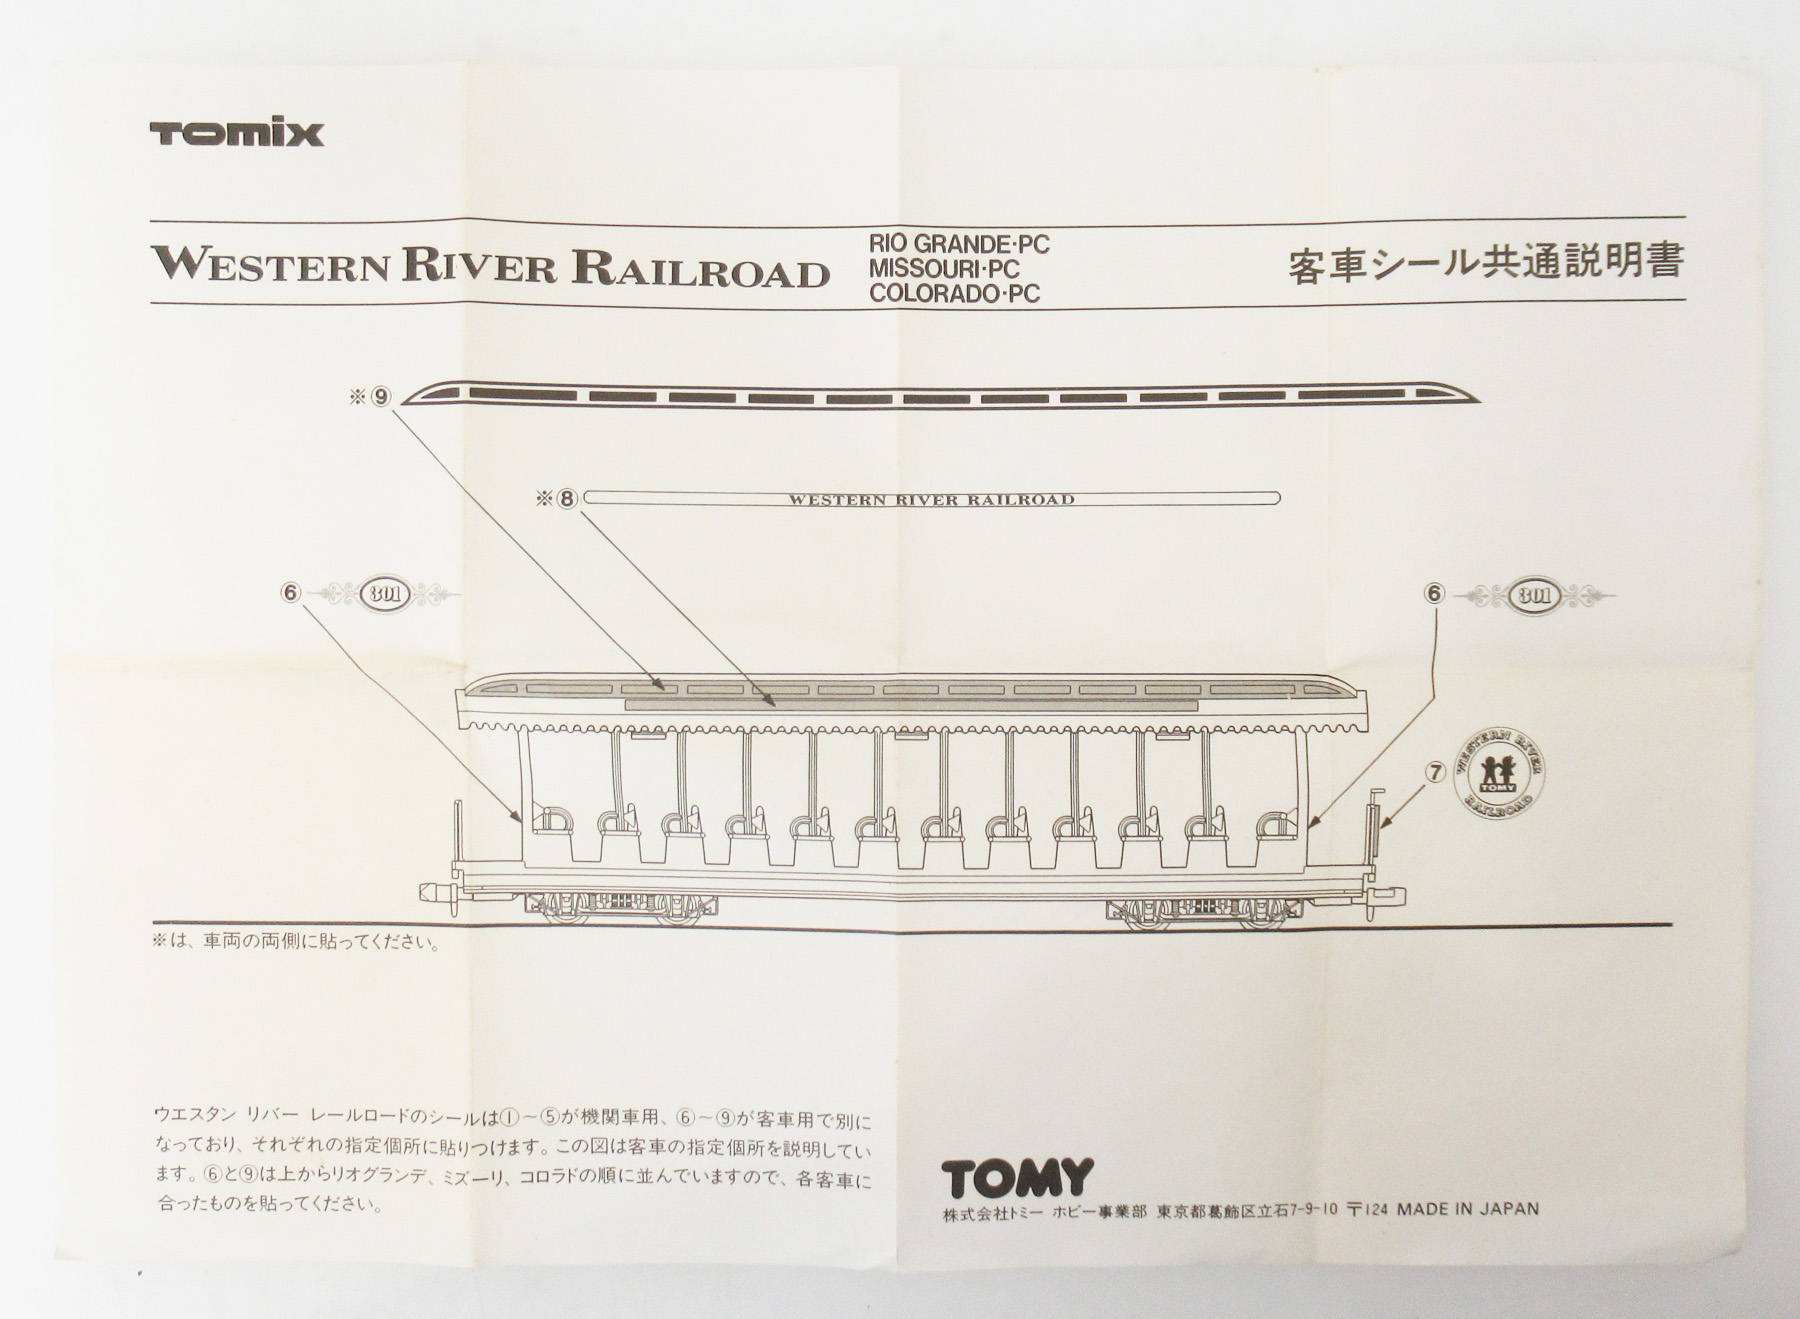 TOMIX
WESTERN RIVER RAILROAD
RIO GRANDE·PC
MISSOURI·PC
COLORADO·PC
客車シール共通説明書
※⑨
※⑧
WESTERN RIVER RAILROAD
⑥
301
⑥
301
⑦
WESTERN RIVER
TOMY
RAILROAD
※は、車両の両側に貼ってください。
ウエスタン リバー レールロードのシールは①～⑤が機関車用、⑥～⑨が客車用で別に
なっており、それぞれの指定個所に貼りつけます。この図は客車の指定個所を説明してい
ます。⑥と⑨は上からリオグランデ、ミズーリ、コロラドの順に並んでいますので、各客車に
合ったものを貼ってください。
TOMY
株式会社トミー ホビー事業部 東京都葛飾区立石7-9-10 〒124 MADE IN JAPAN